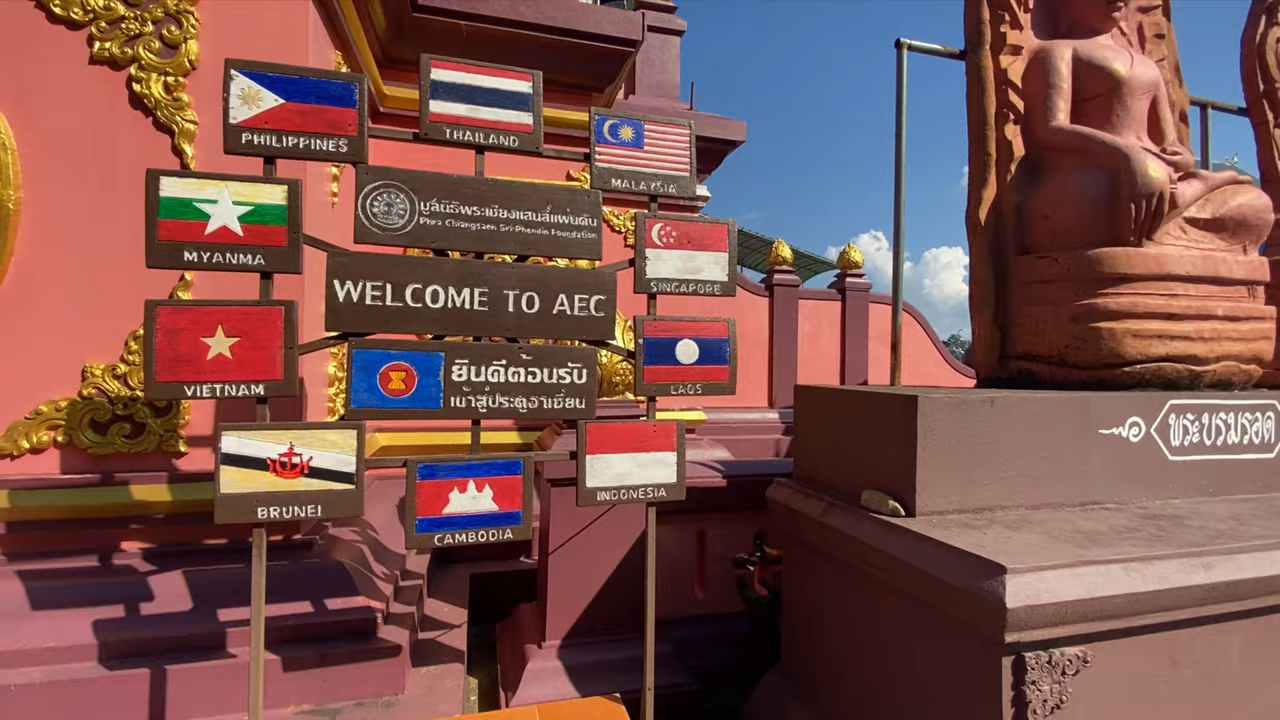 PHILIPPINES
THAILAND
MALAYSIA
MYANMA
มูลนิธิพระเชียงแสนสี่แผ่นดิน
Phra Chiangsaen Sri-Phendin Foundation
SINGAPORE
WELCOME TO AEC
VIETNAM
ยินดีต้อนรับ
เข้าสู่ประตูอาเซี่ยน
LAOS
BRUNEI
CAMBODIA
INDONESIA
พระบรมรอด